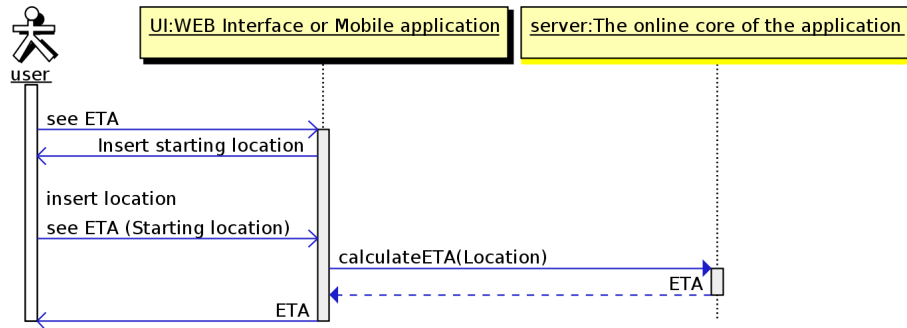 UI:WEB Interface or Mobile application
server:The online core of the application
user
see ETA
Insert starting location
insert location
see ETA (Starting location)
calculateETA(Location)
ETA
ETA